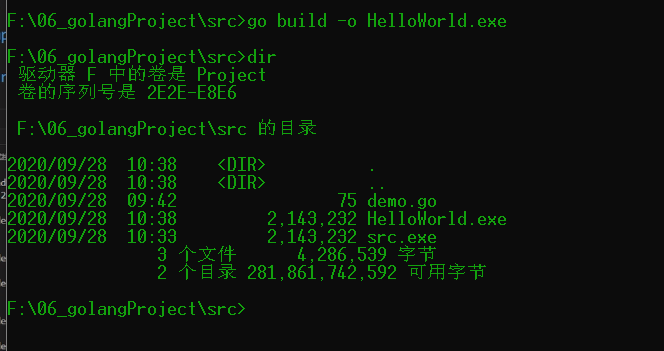 F:\06_golangProject\src>go build -o HelloWorld.exe
F:\06_golangProject\src>dir
驱动器 F 中的卷是 Project
卷的序列号是 2E2E-E8E6
F:\06_golangProject\src 的目录
2020/09/28  10:38    <DIR>          .
2020/09/28  10:38    <DIR>          ..
2020/09/28  09:42                75 demo.go
2020/09/28  10:38         2,143,232 HelloWorld.exe
2020/09/28  10:33         2,143,232 src.exe
3 个文件      4,286,539 字节
2 个目录 281,861,742,592 可用字节
F:\06_golangProject\src>